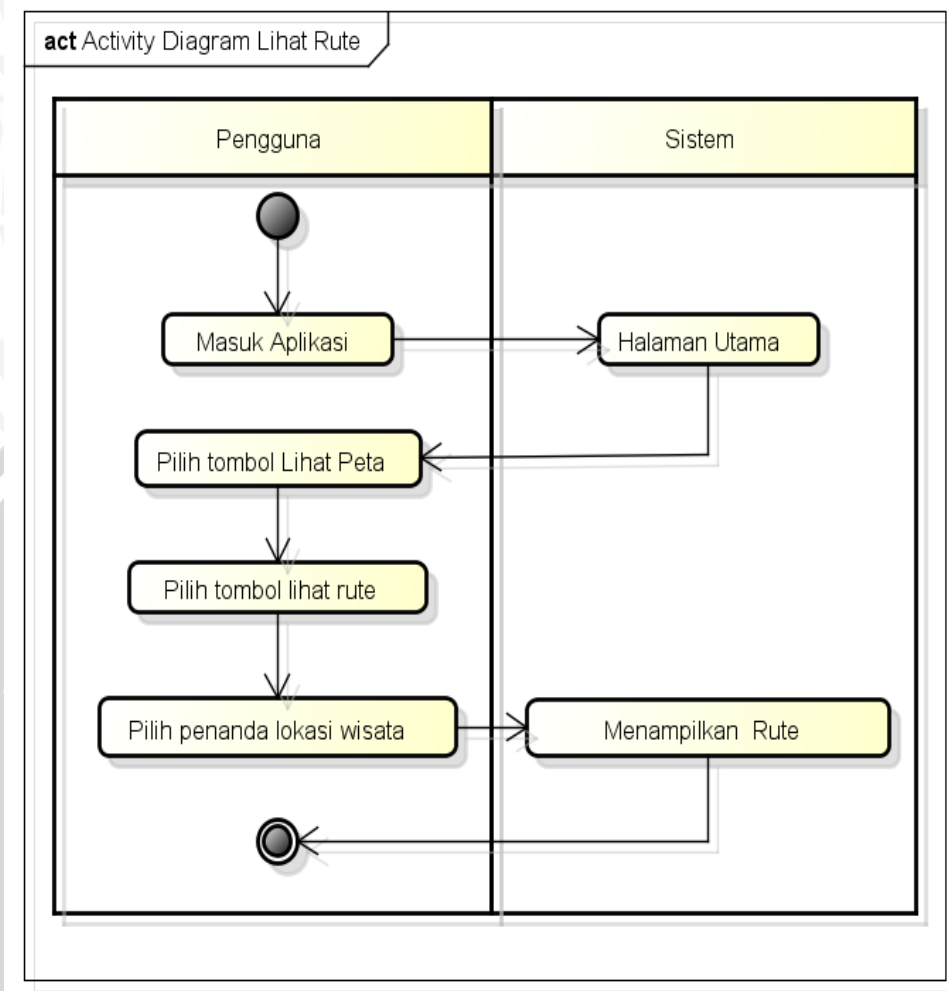 act Activity Diagram Lihat Rute
Pengguna
Sistem
Masuk Aplikasi
Halaman Utama
Pilih tombol Lihat Peta
Pilih tombol lihat rute
Pilih penanda lokasi wisata
Menampilkan Rute